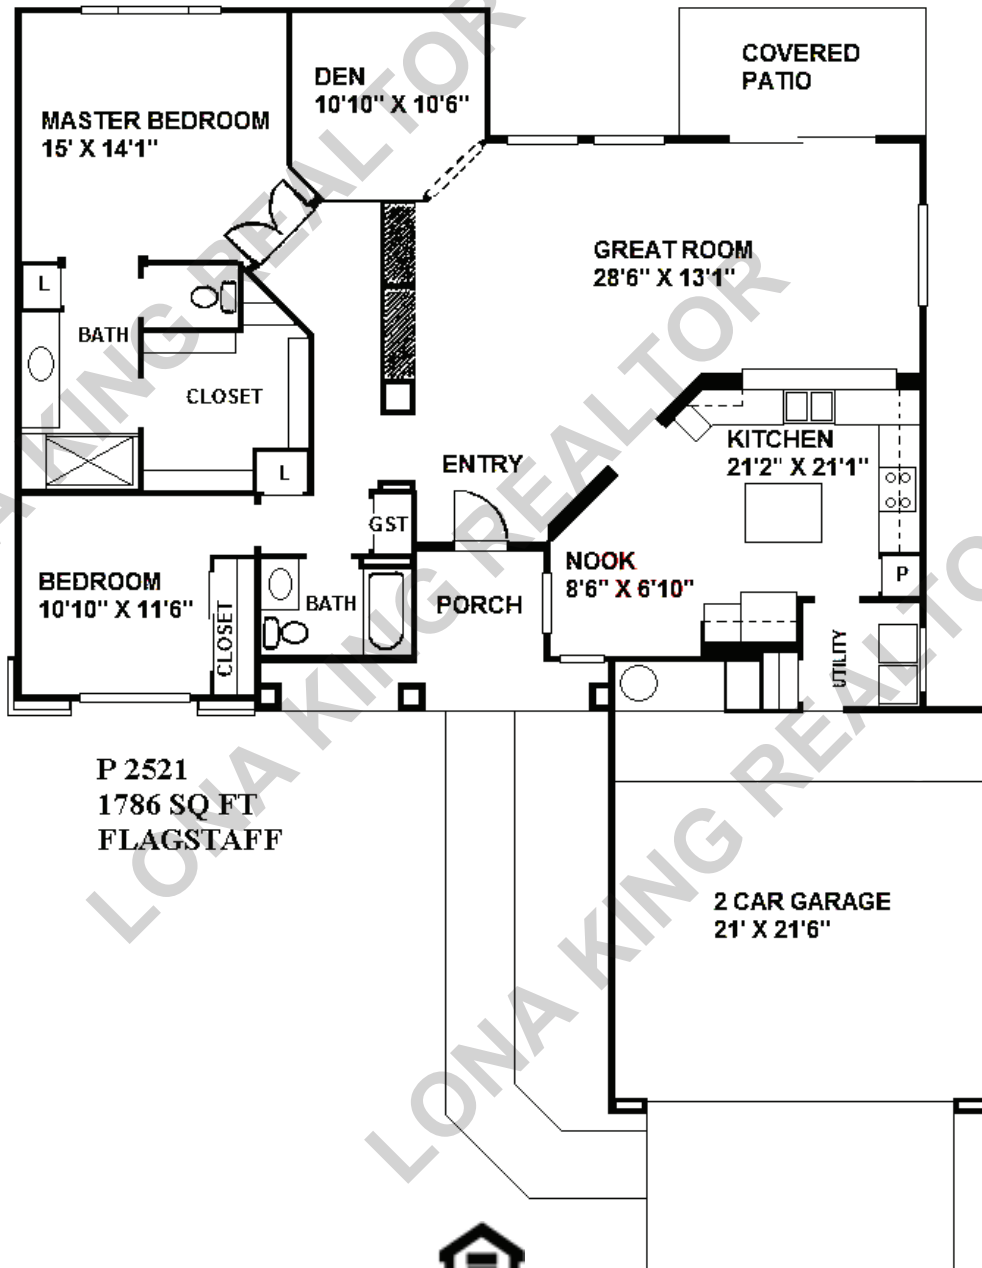 COVERED
PATIO
DEN
10'10" X 10'6"
MASTER BEDROOM
15' X 14'1"
GREAT ROOM
28'6" X 13'1"
L
BATH
CLOSET
L
ENTRY
KITCHEN
21'2" X 21'1"
GST
NOOK
8'6" X 6'10"
P
BEDROOM
10'10" X 11'6"
CLOSET
BATH
PORCH
UTILITY
P 2521
1786 SQ FT
FLAGSTAFF
2 CAR GARAGE
21' X 21'6"
LONA KING REALTOR
LONA KING REALTOR
A KING REALTOR